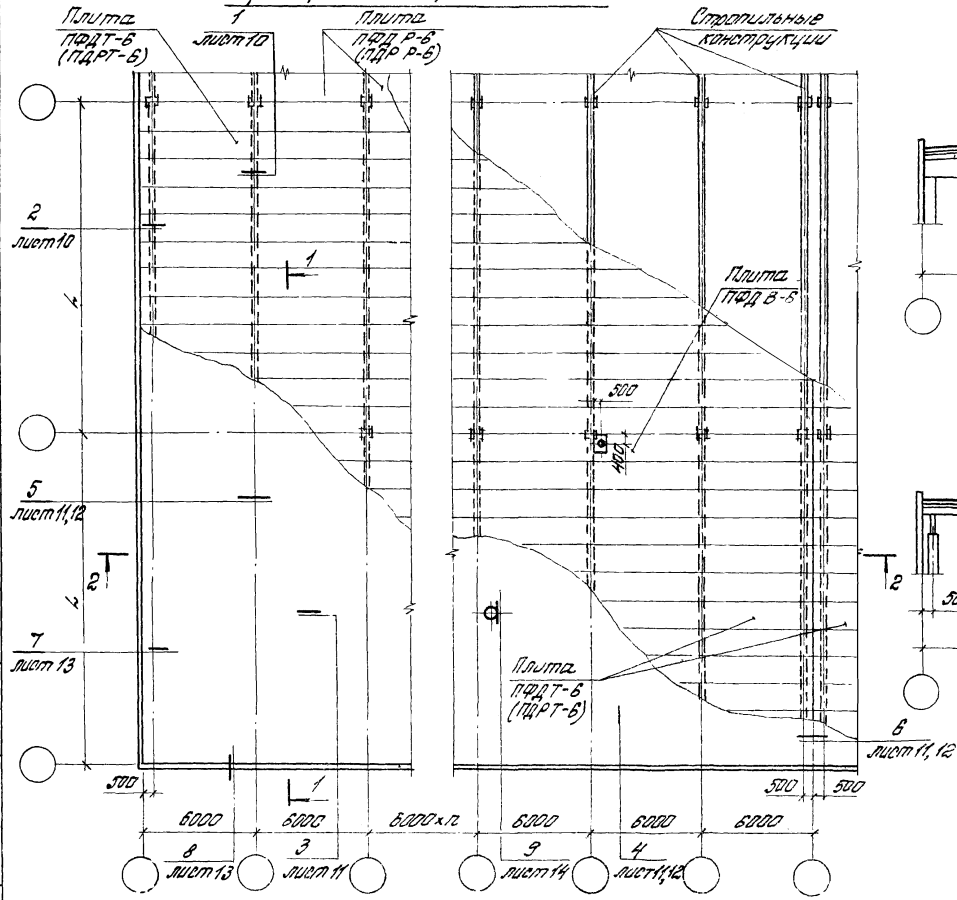 Плита
ПФДТ-6
(ПДРТ-6)
1
лист 10
Плита
ПФД Р-6
(ПДР Р-6)
Стропильные
конструкции
2
лист 10
1
L
Плита
ПФД В-6
500
400
5
лист 11,12
2
2
L
7
лист 13
Плита
ПФДТ-6
(ПДРТ-6)
6
лист 11,12
500
1
500
500
6000
6000
6000хп
6000
6000
6000
8
лист 13
3
лист 11
9
лист 14
4
лист 11,12